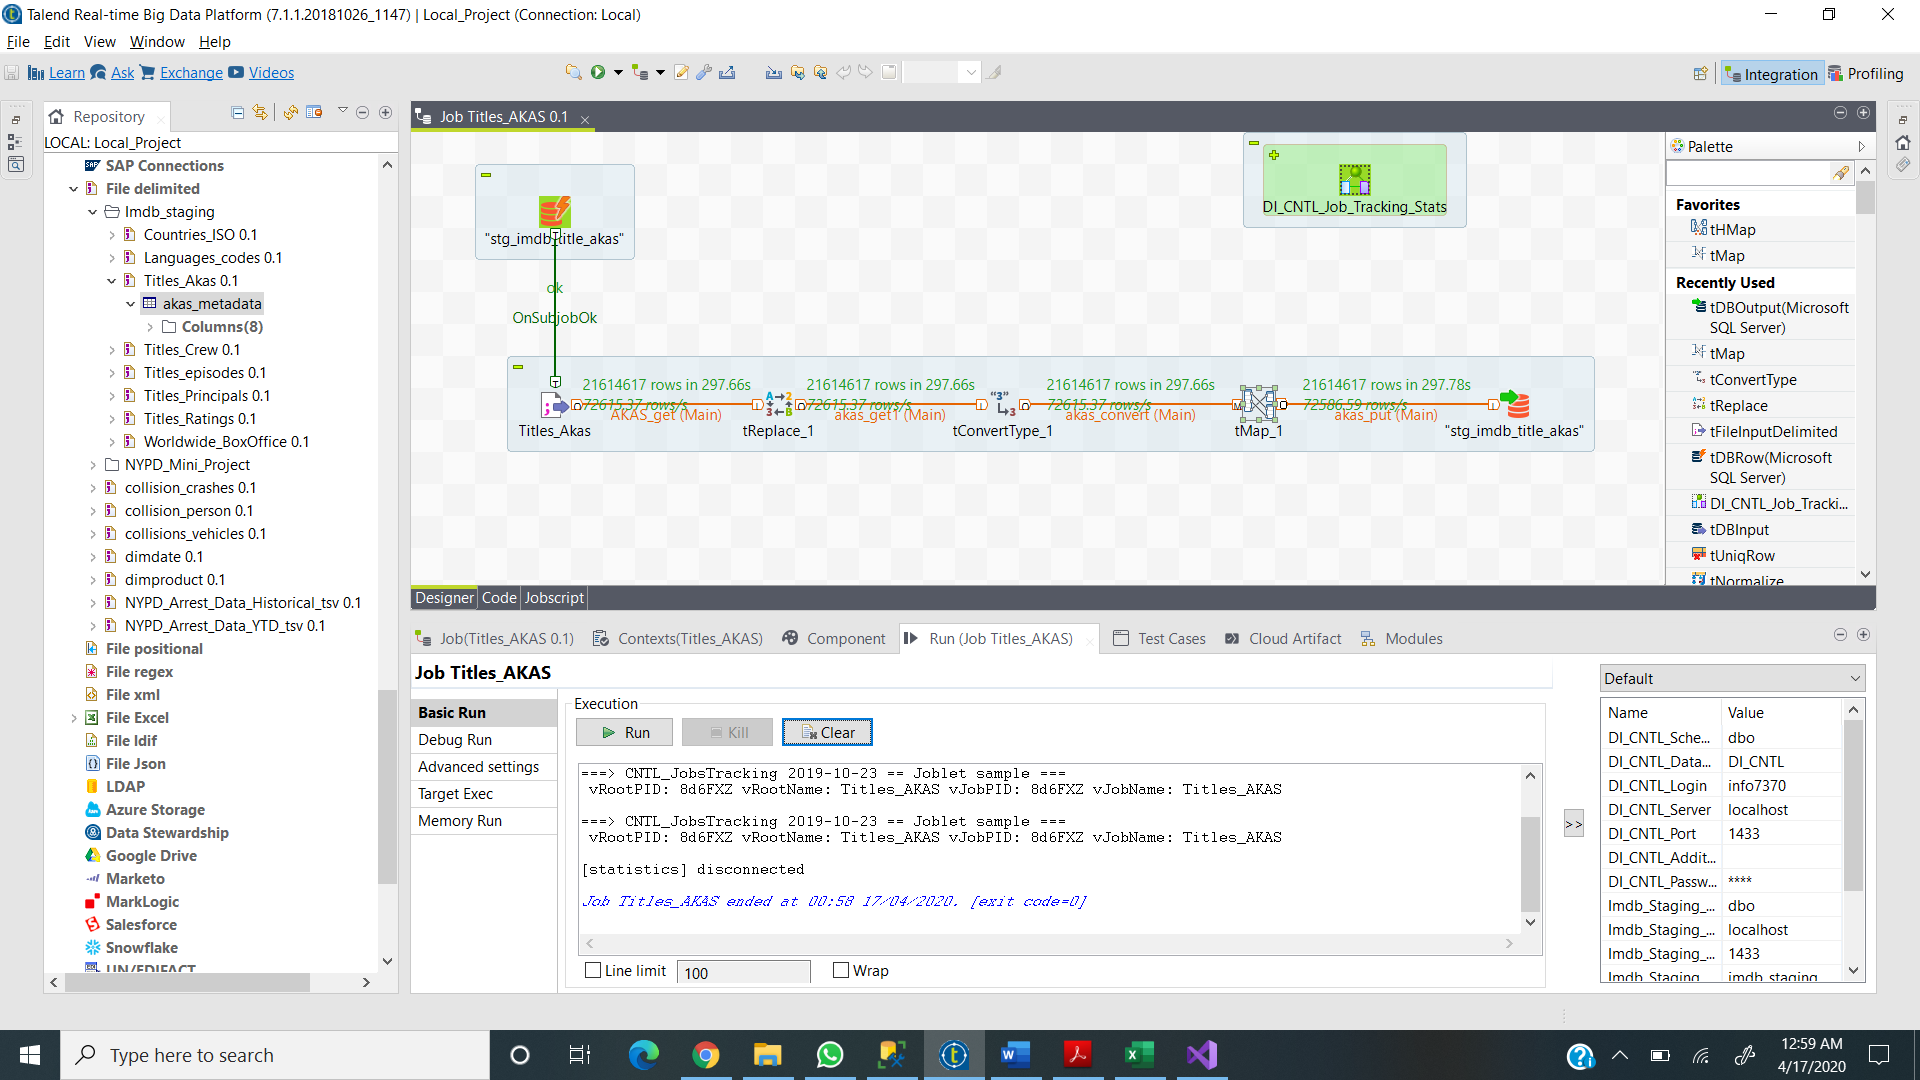 Talend Real-time Big Data Platform (7.1.1.20181026_1147) | Local_Project (Connection: Local)
File Edit View Window Help
Learn Ask Exchange Videos
Integration Profiling
Repository
LOCAL: Local_Project
SAP Connections
File delimited
Imdb_staging
Countries_ISO 0.1
Languages_codes 0.1
Titles_Akas 0.1
akas_metadata
Columns(8)
Titles_Crew 0.1
Titles_episodes 0.1
Titles_Principals 0.1
Titles_Ratings 0.1
Worldwide_BoxOffice 0.1
NYPD_Mini_Project
collision_crashes 0.1
collision_person 0.1
collisions_vehicles 0.1
dimdate 0.1
dimproduct 0.1
NYPD_Arrest_Data_Historical_tsv 0.1
NYPD_Arrest_Data_YTD_tsv 0.1
File positional
File regex
File xml
File Excel
File ldif
File Json
LDAP
Azure Storage
Data Stewardship
Google Drive
Marketo
MarkLogic
Salesforce
Snowflake
UN/EDIFACT
Job Titles_AKAS 0.1
"stg_imdb_title_akas"
DI_CNTL_Job_Tracking_Stats
ok
OnSubjobOk
21614617 rows in 297.66s 21614617 rows in 297.66s 21614617 rows in 297.66s 21614617 rows in 297.78s
72615.37 rows/s 72615.37 rows/s 72615.37 rows/s 72586.59 rows/s
AKAS_get (Main) akas_get1 (Main) akas_convert (Main) akas_put (Main)
Titles_Akas tReplace_1 tConvertType_1 tMap_1 "stg_imdb_title_akas"
Designer Code Jobscript
Palette
Favorites
tHMap
tMap
Recently Used
tDBOutput(Microsoft
SQL Server)
tMap
tConvertType
tReplace
tFileInputDelimited
tDBRow(Microsoft
SQL Server)
DI_CNTL_Job_Tracki...
tDBInput
tUniqRow
tNormalize
Job(Titles_AKAS 0.1) Contexts(Titles_AKAS) Component Run (Job Titles_AKAS) Test Cases Cloud Artifact Modules
Job Titles_AKAS
Basic Run
Debug Run
Advanced settings
Target Exec
Memory Run
Execution
Run Kill Clear
===> CNTL_JobsTracking 2019-10-23 == Joblet sample ===
vRootPID: 8d6FXZ vRootName: Titles_AKAS vJobPID: 8d6FXZ vJobName: Titles_AKAS
===> CNTL_JobsTracking 2019-10-23 == Joblet sample ===
vRootPID: 8d6FXZ vRootName: Titles_AKAS vJobPID: 8d6FXZ vJobName: Titles_AKAS
[statistics] disconnected
Job Titles_AKAS ended at 00:58 17/04/2020. [exit code=0]
Line limit 100 Wrap
>>
Default
Name Value
DI_CNTL_Sche... dbo
DI_CNTL_Data... DI_CNTL
DI_CNTL_Login info7370
DI_CNTL_Server localhost
DI_CNTL_Port 1433
DI_CNTL_Addit...
DI_CNTL_Passw... ****
Imdb_Staging_... dbo
Imdb_Staging_... localhost
Imdb_Staging_... 1433
Imdb_Staging imdb_staging
Type here to search
12:59 AM
4/17/2020